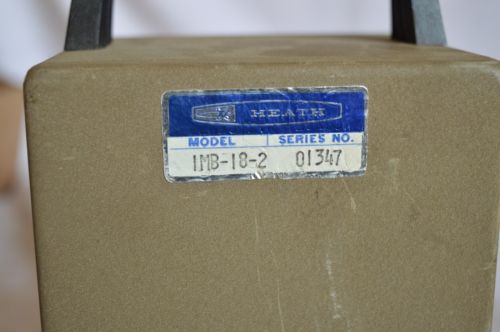 HEATH
MODEL SERIES NO.
IMB-18-2 01347